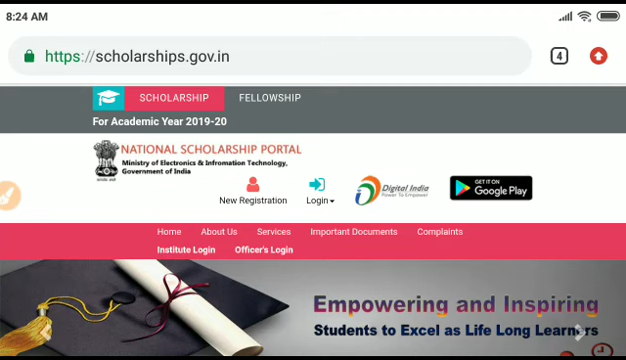 8:24 AM
https://scholarships.gov.in
4
SCHOLARSHIP FELLOWSHIP
For Academic Year 2019-20
NATIONAL SCHOLARSHIP PORTAL
Ministry of Electronics & Infromation Technology,
Government of India
New Registration
Login
Digital India
Power To Empower
GET IT ON
Google Play
Home About Us Services Important Documents Complaints
Institute Login Officer's Login
Empowering and Inspiring
Students to Excel as Life Long Learners